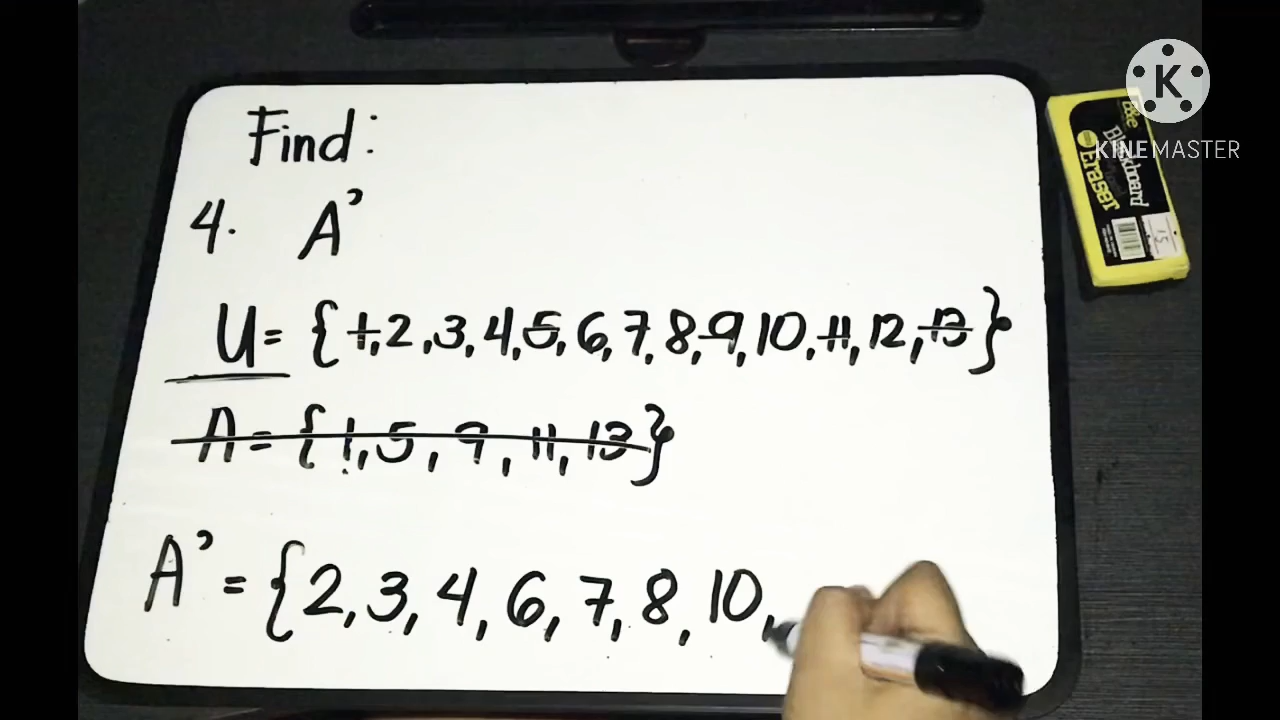 Find:
4. A’
U = {1, 2, 3, 4, 5, 6, 7, 8, 9, 10, 11, 12, 13}
A = {1, 5, 9, 11, 13}
A’ = {2, 3, 4, 6, 7, 8, 10,
Blackboard
Eraser
15
K
KINEMASTER